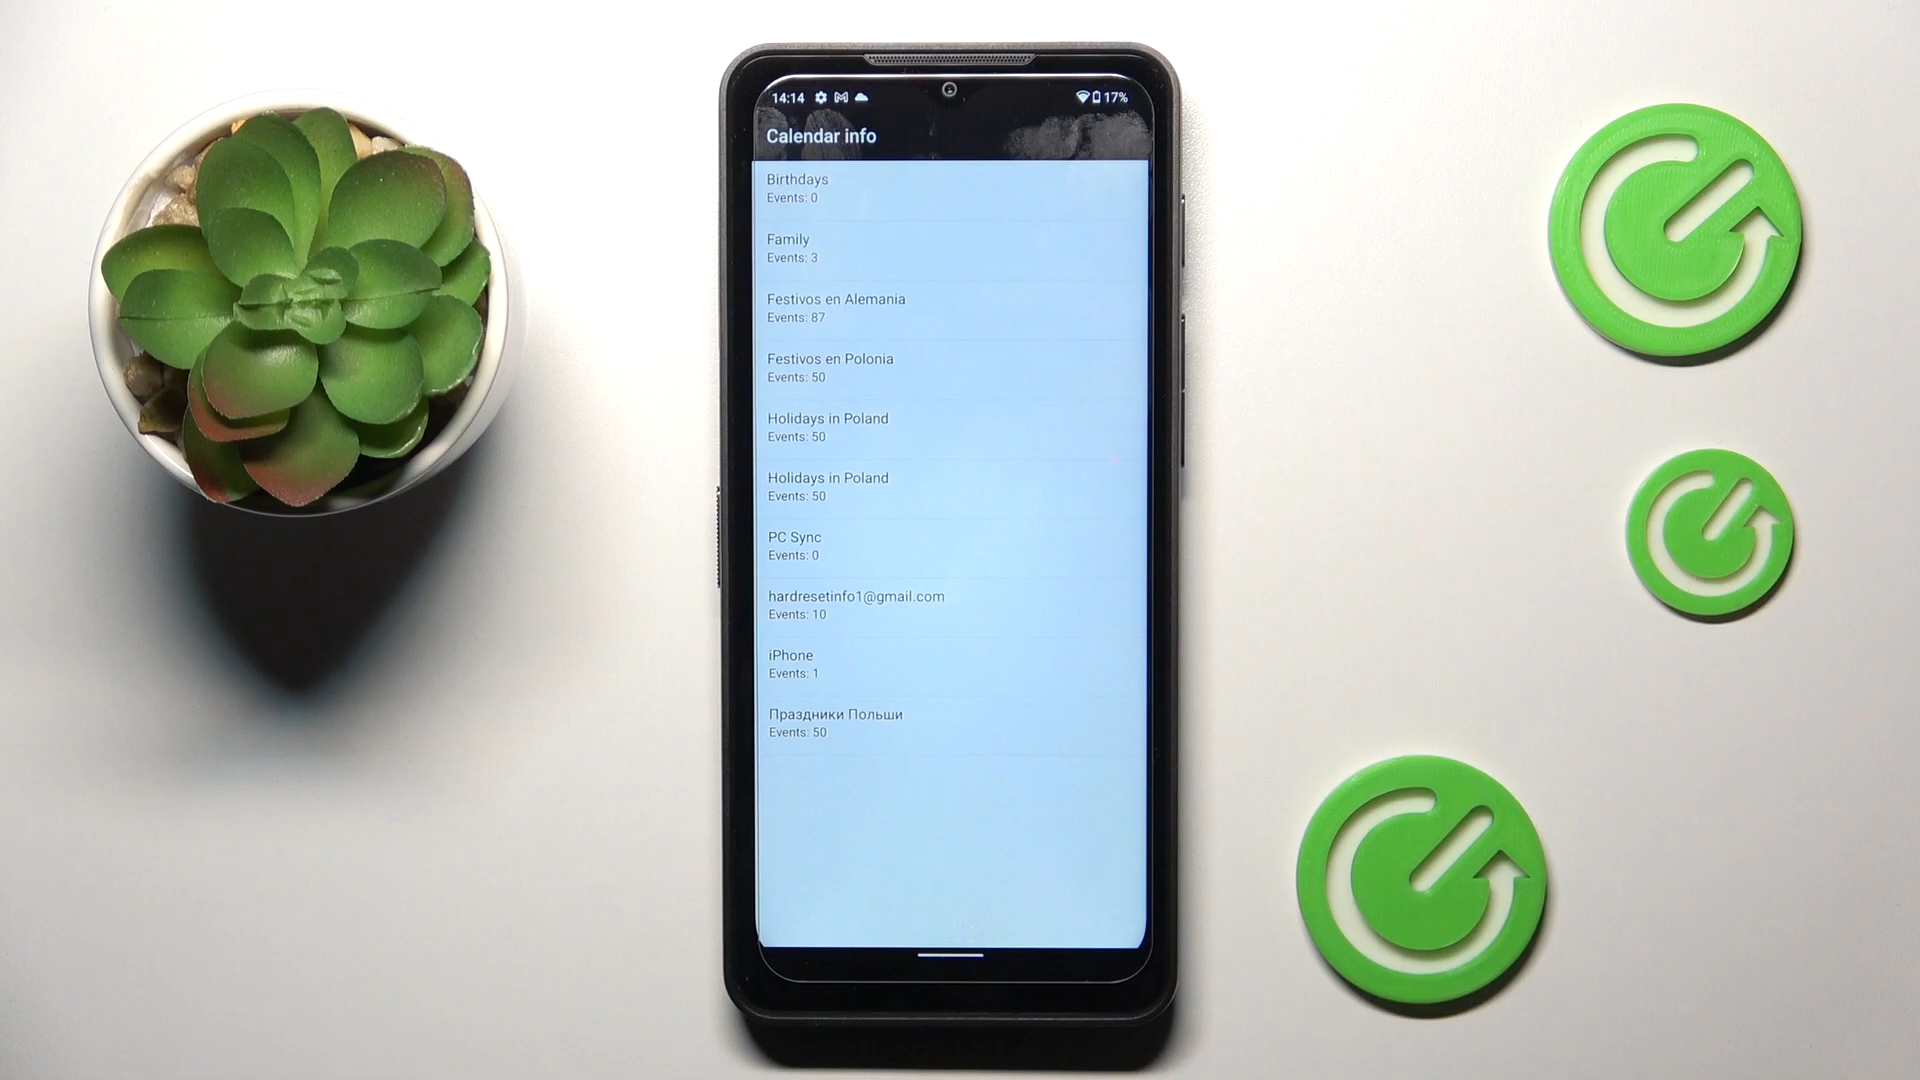 14:14 17%
Calendar info
Birthdays
Events: 0
Family
Events: 3
Festivos en Alemania
Events: 87
Festivos en Polonia
Events: 50
Holidays in Poland
Events: 50
Holidays in Poland
Events: 50
PC Sync
Events: 0
hardresetinfo1@gmail.com
Events: 10
iPhone
Events: 1
Праздники Польши
Events: 50